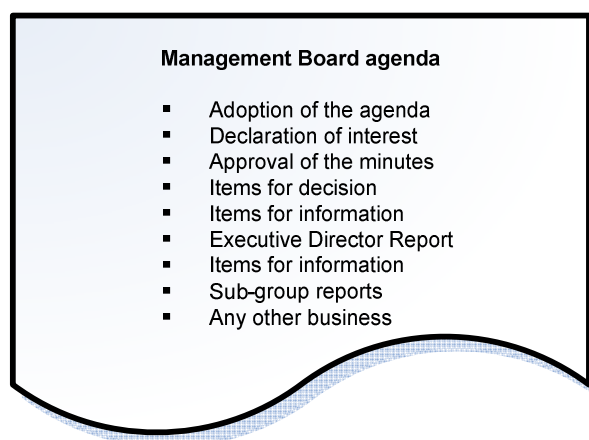 Management Board agenda
▪ Adoption of the agenda
▪ Declaration of interest
▪ Approval of the minutes
▪ Items for decision
▪ Items for information
▪ Executive Director Report
▪ Items for information
▪ Sub-group reports
▪ Any other business